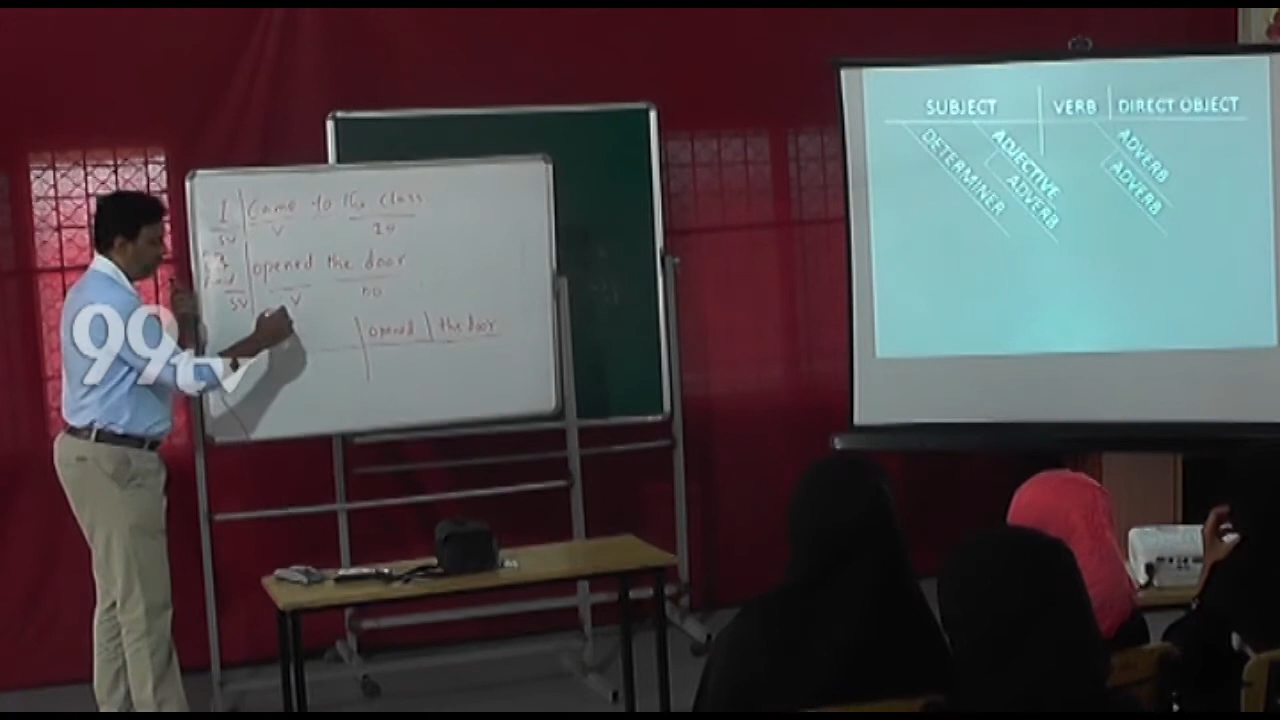 I came to the class
SV V IO
opened the door
SV V DO
opened the door
SUBJECT VERB DIRECT OBJECT
DETERMINER
ADJECTIVE
ADVERB
ADVERB
ADVERB
99tv